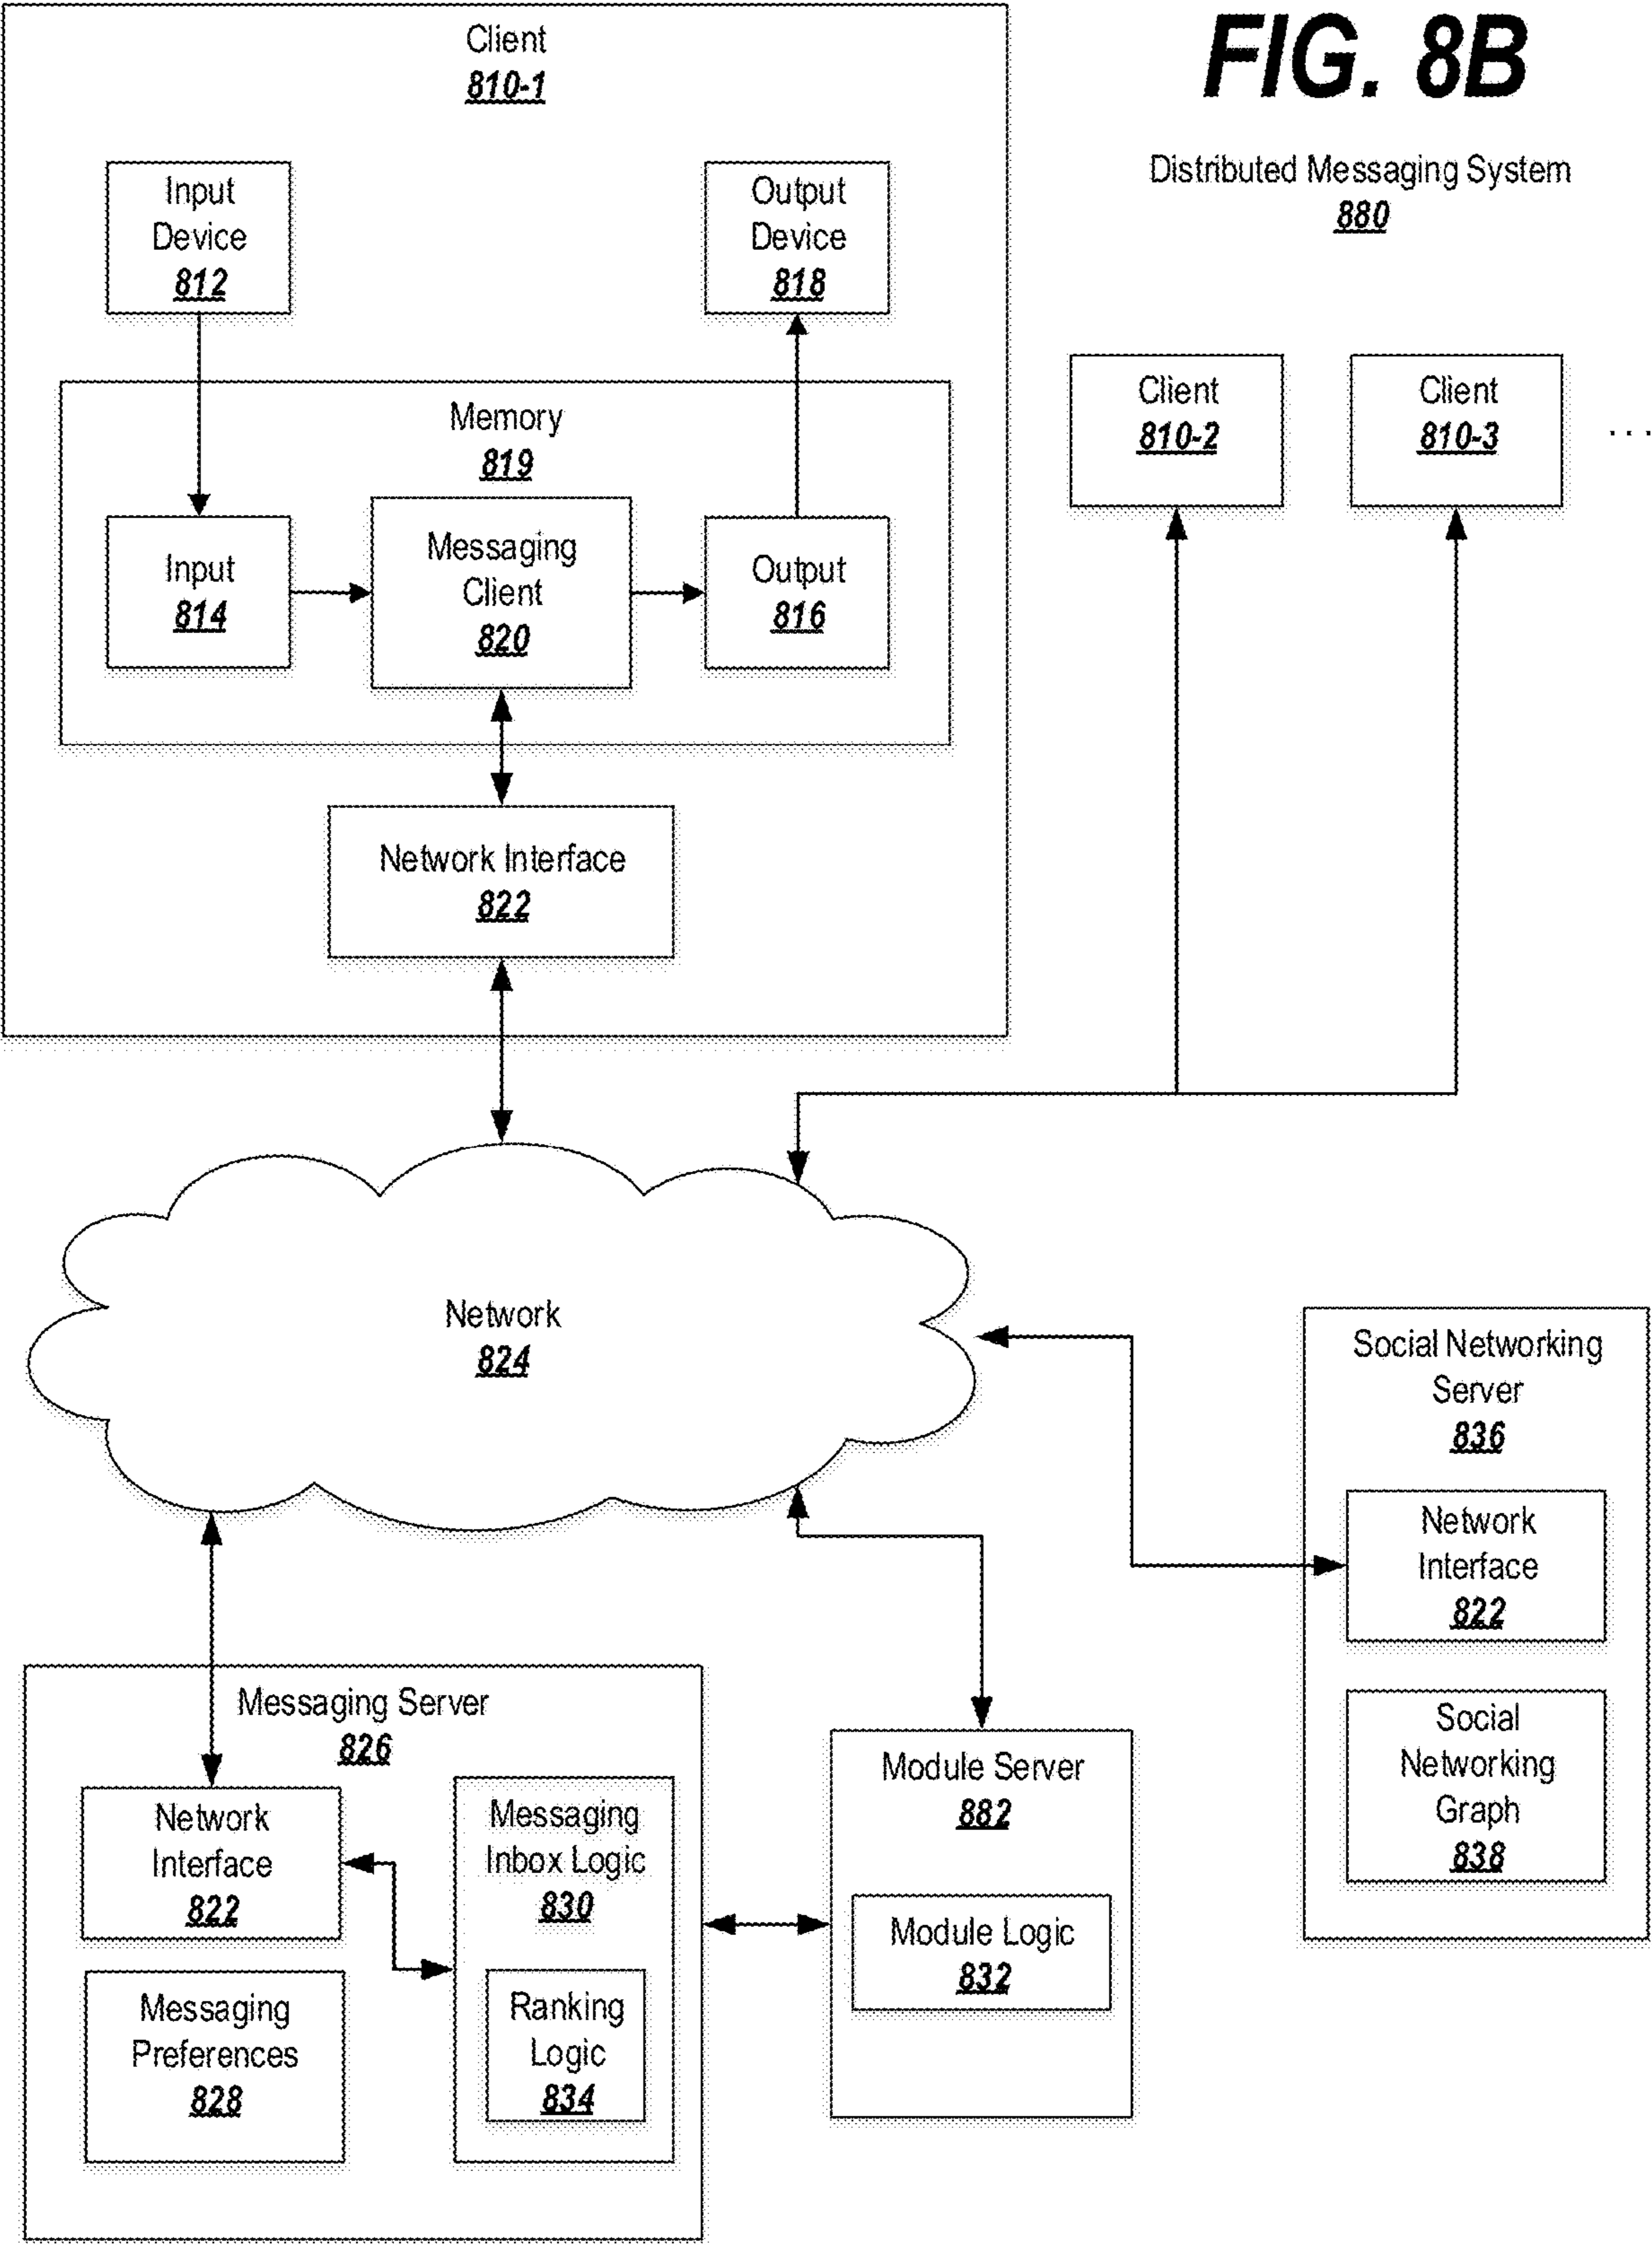 FIG. 8B
Distributed Messaging System
880
Client
810-1
Input
Device
812
Output
Device
818
Memory
819
Input
814
Messaging
Client
820
Output
816
Network Interface
822
Client
810-2
Client
810-3
...
Network
824
Social Networking
Server
836
Network
Interface
822
Social
Networking
Graph
838
Messaging Server
826
Network
Interface
822
Messaging
Preferences
828
Messaging
Inbox Logic
830
Ranking
Logic
834
Module Server
882
Module Logic
832